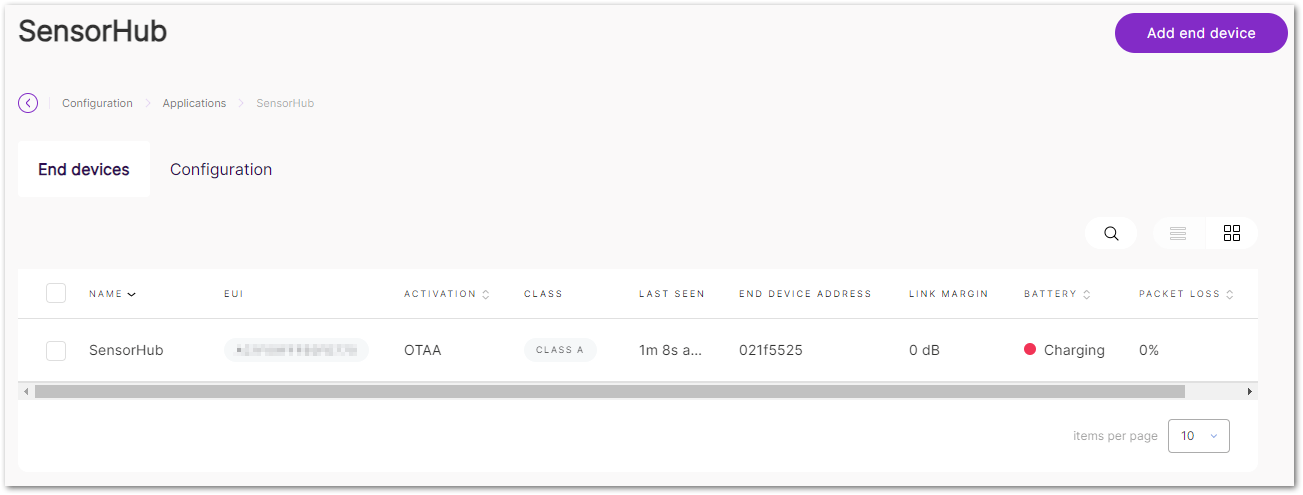 SensorHub
Add end device
Configuration Applications SensorHub
End devices Configuration
NAME EUI ACTIVATION CLASS LAST SEEN END DEVICE ADDRESS LINK MARGIN BATTERY PACKET LOSS
SensorHub OTAA CLASS A 1m 8s a... 021f5525 0 dB Charging 0%
items per page 10